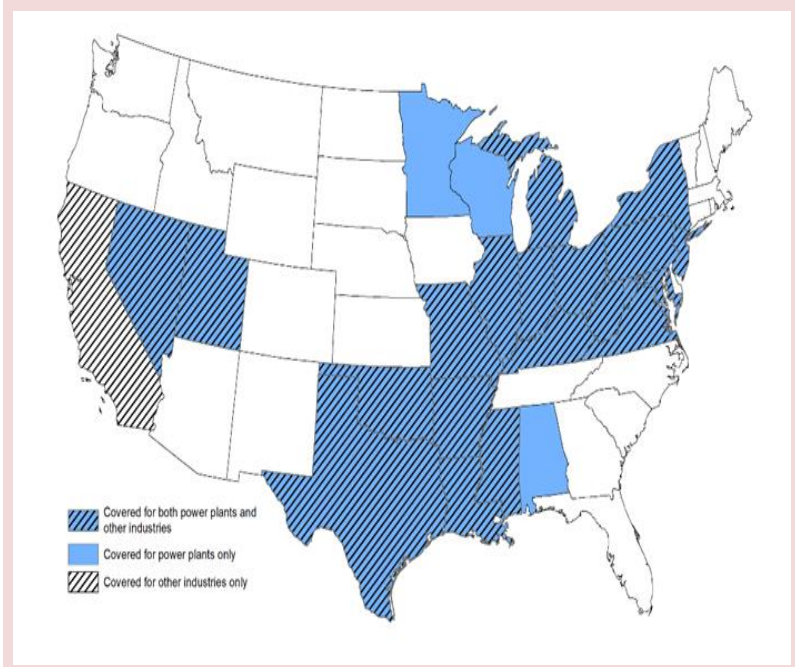 Covered for both power plants and
other industries
Covered for power plants only
Covered for other industries only